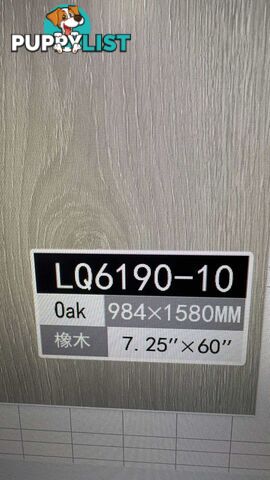 PUPPYLIST
LQ6190-10
Oak 984×1580MM
橡木 7.25″×60″